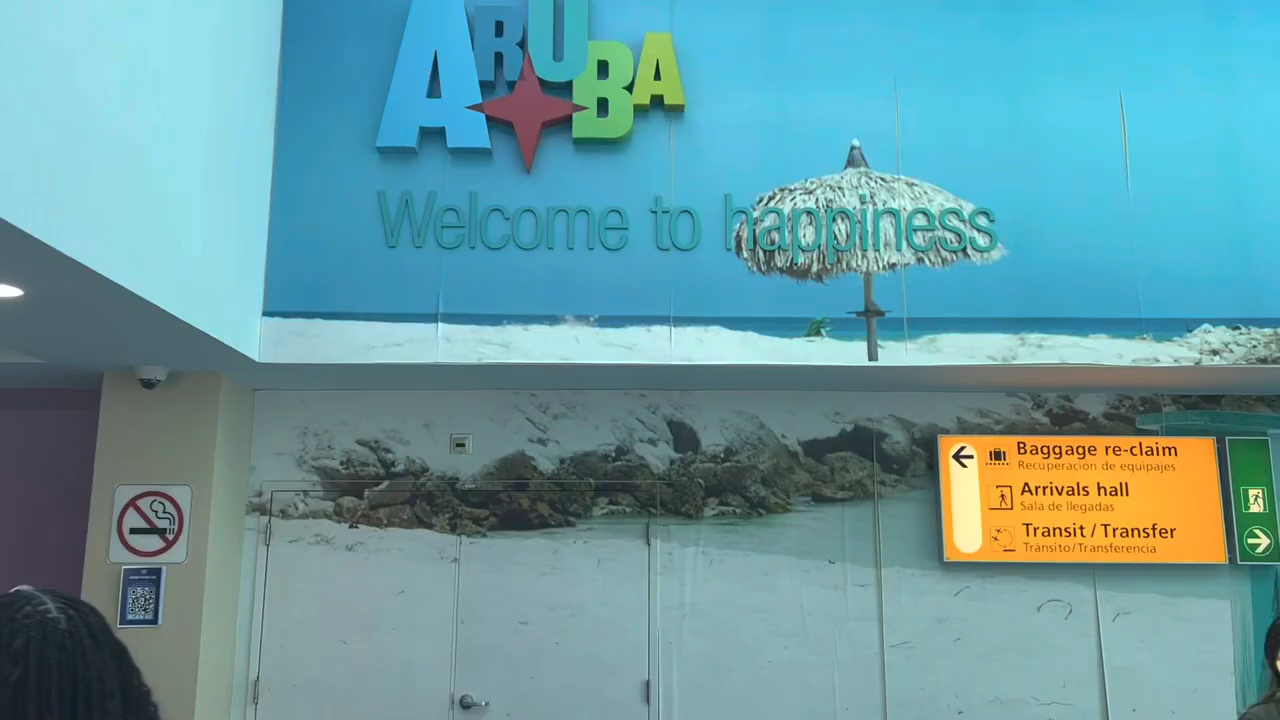 ARUBA
Welcome to happiness
Baggage re-claim
Recuperación de equipajes
Arrivals hall
Sala de llegadas
Transit / Transfer
Tránsito/Transferencia